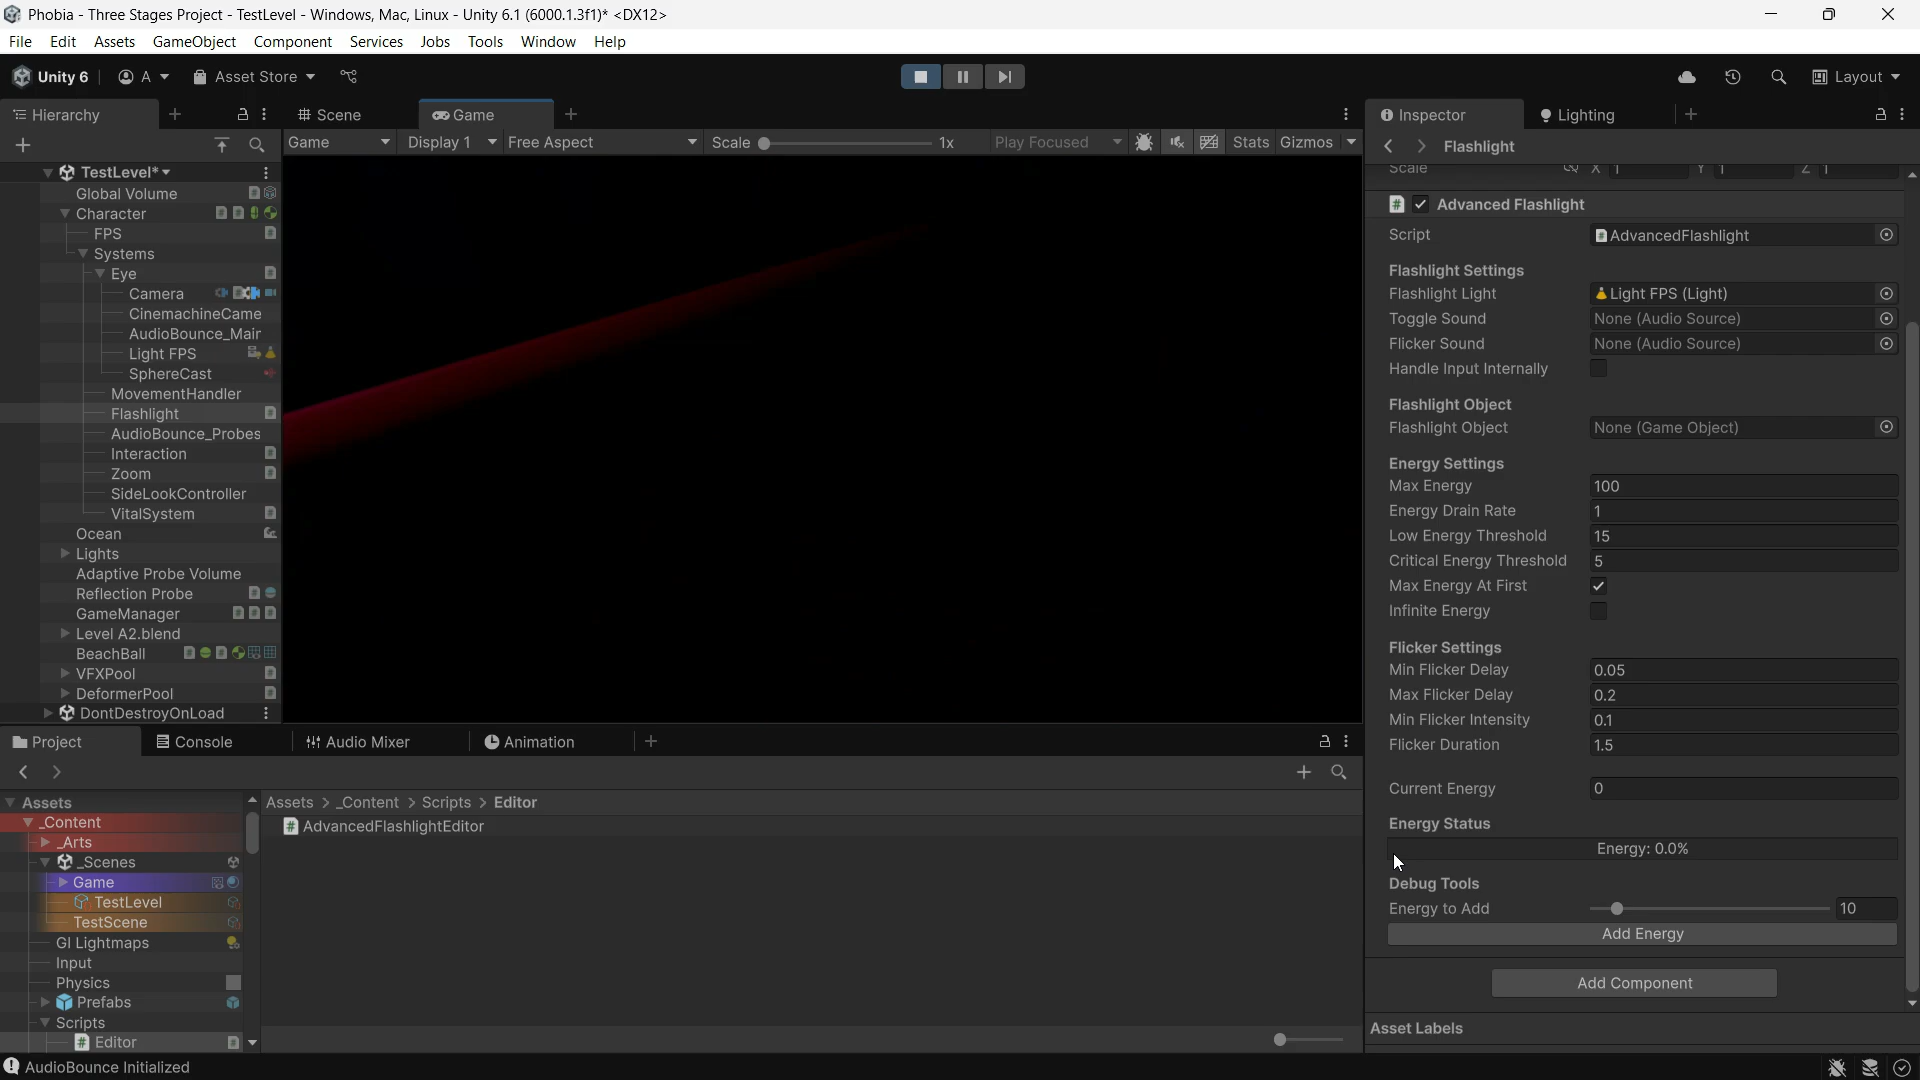 Phobia - Three Stages Project - TestLevel - Windows, Mac, Linux - Unity 6.1 (6000.1.3f1)* <DX12>
File Edit Assets GameObject Component Services Jobs Tools Window Help
Unity 6 A Asset Store Layout
Hierarchy Scene Game Inspector Lighting
Game Display 1 Free Aspect Scale 1x Play Focused Stats Gizmos
Flashlight
TestLevel*
Global Volume
Character
FPS
Systems
Eye
Camera
CinemachineCame
AudioBounce_Mair
Light FPS
SphereCast
MovementHandler
Flashlight
AudioBounce_Probes
Interaction
Zoom
SideLookController
VitalSystem
Ocean
Lights
Adaptive Probe Volume
Reflection Probe
GameManager
Level A2.blend
BeachBall
VFXPool
DeformerPool
DontDestroyOnLoad
Scale X 1 Y 1 Z 1
# Advanced Flashlight
Script AdvancedFlashlight
Flashlight Settings
Flashlight Light Light FPS (Light)
Toggle Sound None (Audio Source)
Flicker Sound None (Audio Source)
Handle Input Internally
Flashlight Object
Flashlight Object None (Game Object)
Energy Settings
Max Energy 100
Energy Drain Rate 1
Low Energy Threshold 15
Critical Energy Threshold 5
Max Energy At First
Infinite Energy
Flicker Settings
Min Flicker Delay 0.05
Max Flicker Delay 0.2
Min Flicker Intensity 0.1
Flicker Duration 1.5
Current Energy 0
Energy Status
Energy: 0.0%
Debug Tools
Energy to Add 10
Add Energy
Add Component
Asset Labels
Project Console Audio Mixer Animation
Assets
_Content
_Arts
_Scenes
Game
TestLevel
TestScene
GI Lightmaps
Input
Physics
Prefabs
Scripts
Editor
Assets > _Content > Scripts > Editor
AdvancedFlashlightEditor
AudioBounce Initialized